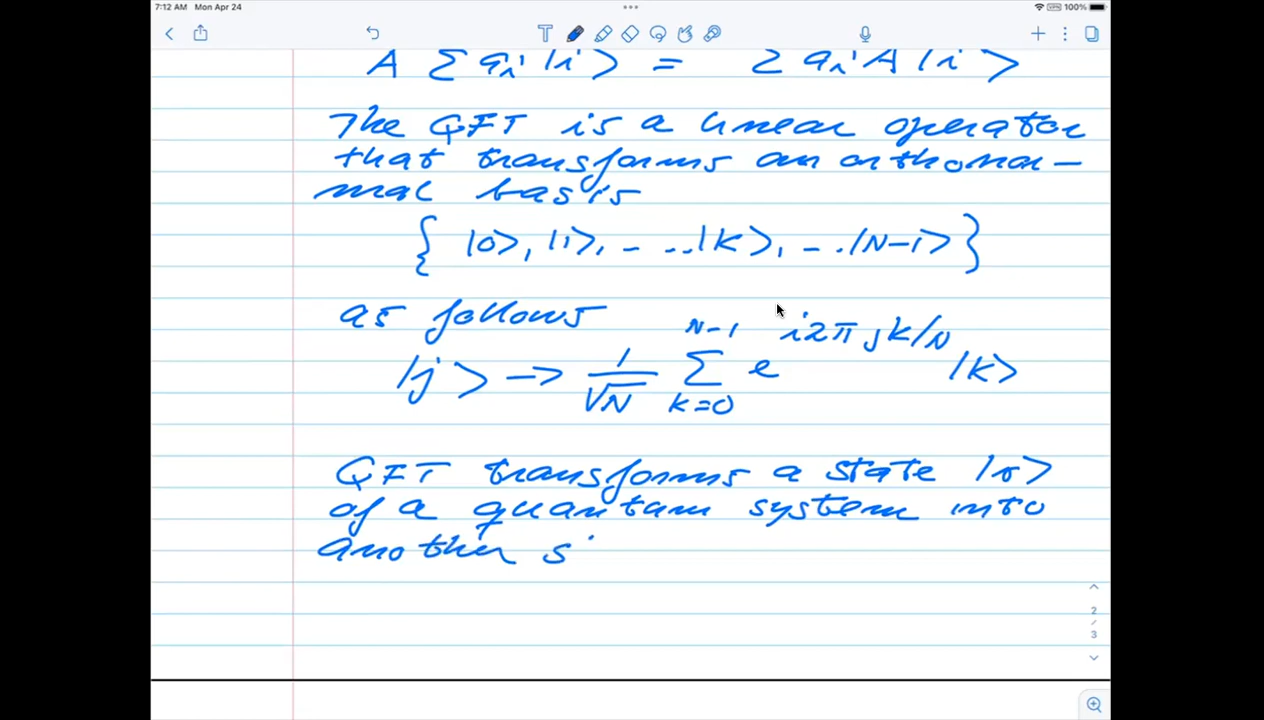 7:12 AM Mon Apr 24
100%
A Σ aᵢ |i> = Σ aᵢ A |i>
The QFT is a linear operator
that transforms an orthonor-
mal basis
{ |0>, |1>, - ..|K>, - . |N-1> }
as follows
|j> → 1/√N Σ_{k=0}^{N-1} e^{i2π jk/N} |k>
QFT transforms a state |v>
of a quantum system into
another s
2
/
3